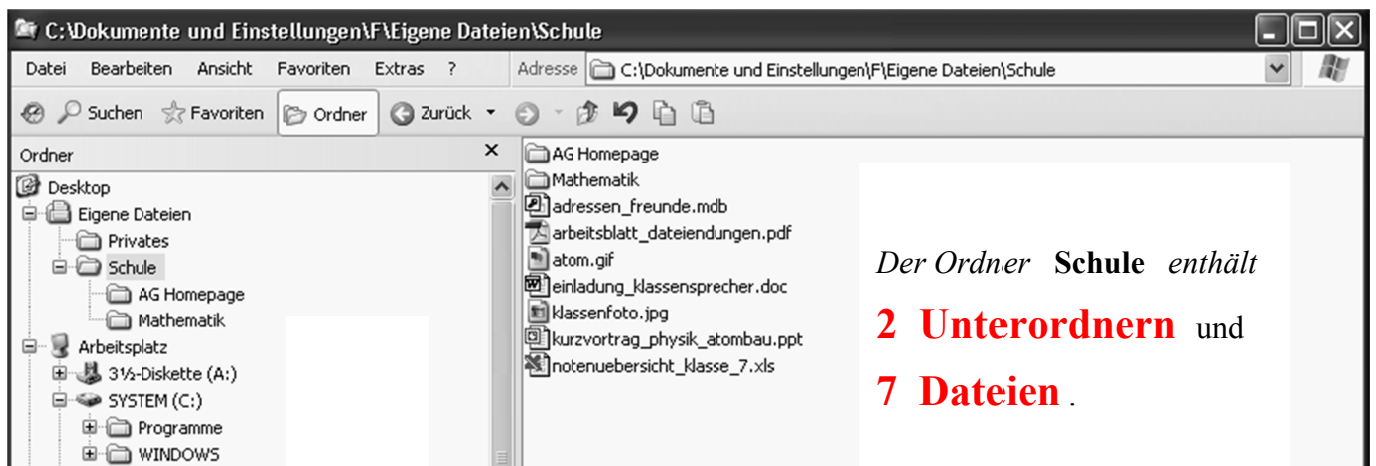 C:\Dokumente und Einstellungen\F\Eigene Dateien\Schule
Datei Bearbeiten Ansicht Favoriten Extras ? Adresse C:\Dokumente und Einstellungen\F\Eigene Dateien\Schule
Suchen Favoriten Ordner Zurück
Ordner
Desktop
Eigene Dateien
Privates
Schule
AG Homepage
Mathematik
Arbeitsplatz
3½-Diskette (A:)
SYSTEM (C:)
Programme
WINDOWS
AG Homepage
Mathematik
adressen_freunde.mdb
arbeitsblatt_dateiendungen.pdf
atom.gif
einladung_klassensprecher.doc
klassenfoto.jpg
kurzvortrag_physik_atombau.ppt
notenuebersicht_klasse_7.xls
Der Ordner Schule enthält
2 Unterordnern und
7 Dateien .